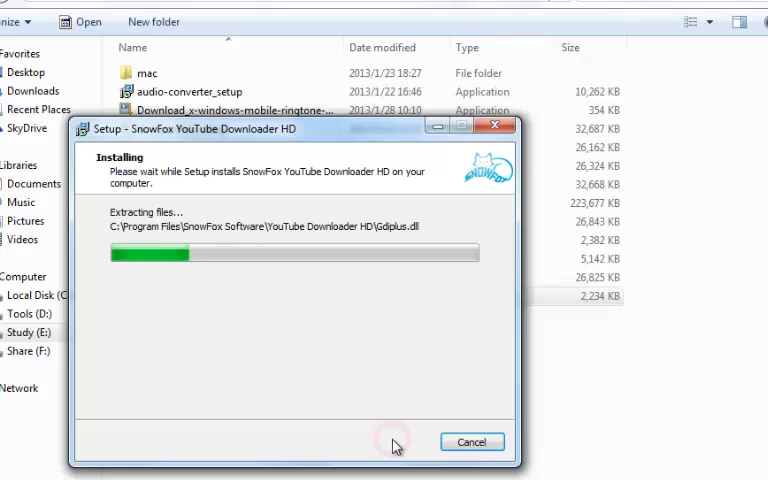 nize Open New folder
Favorites
Desktop
Downloads
Recent Places
SkyDrive
Libraries
Documents
Music
Pictures
Videos
Computer
Local Disk (C
Tools (D:)
Study (E:)
Share (F:)
Network
Name Date modified Type Size
mac 2013/1/23 18:27 File folder
audio-converter_setup 2013/1/22 16:46 Application 10,262 KB
Download_x-windows-mobile-ringtone-... 2013/1/28 10:10 Application 354 KB
32,687 KB
26,162 KB
26,324 KB
32,668 KB
223,677 KB
26,843 KB
2,382 KB
5,142 KB
26,825 KB
2,234 KB
Setup - SnowFox YouTube Downloader HD
Installing
Please wait while Setup installs SnowFox YouTube Downloader HD on your
computer.
SNOWFOX
Extracting files...
C:\Program Files\SnowFox Software\YouTube Downloader HD\Gdiplus.dll
Cancel